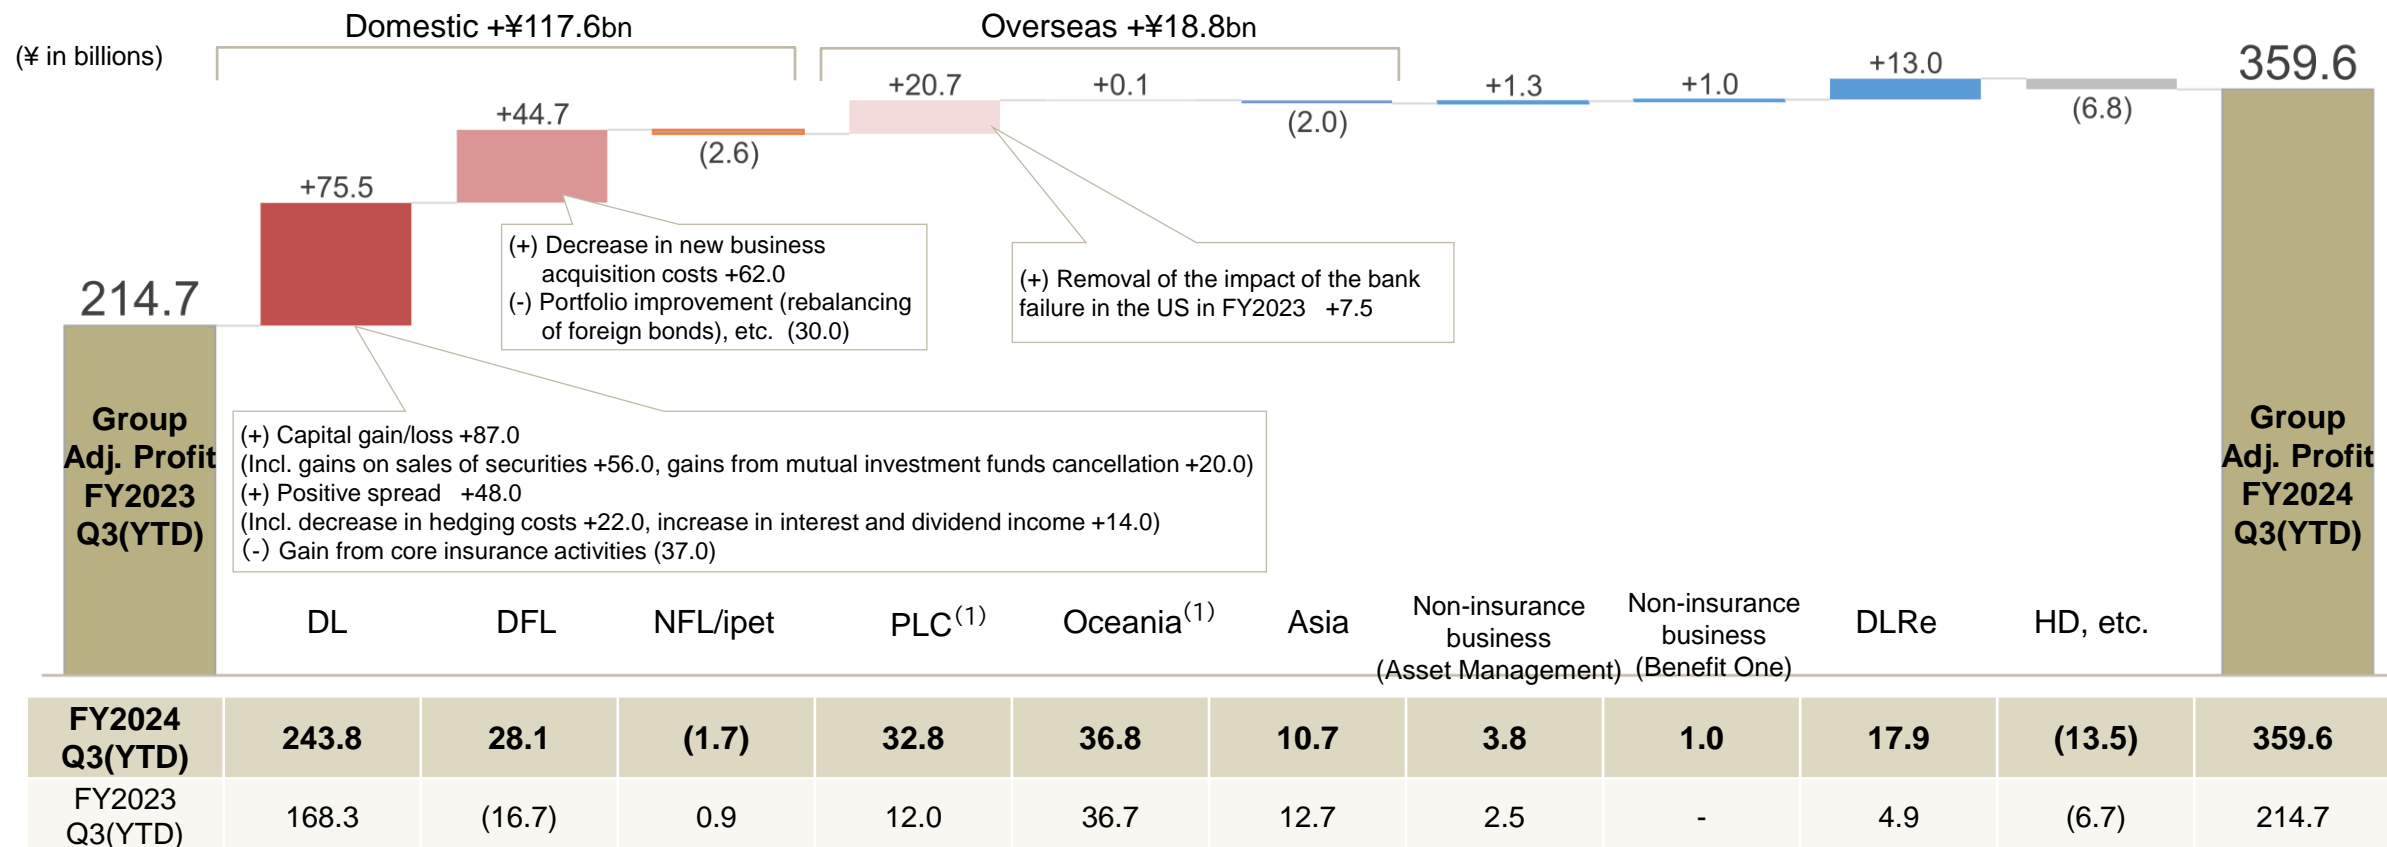 (¥ in billions)
Domestic +¥117.6bn
Overseas +¥18.8bn
214.7
+75.5
+44.7
(2.6)
+20.7
+0.1
(2.0)
+1.3
+1.0
+13.0
(6.8)
359.6
(+) Decrease in new business
acquisition costs +62.0
(-) Portfolio improvement (rebalancing
of foreign bonds), etc. (30.0)
(+) Removal of the impact of the bank
failure in the US in FY2023 +7.5
(+) Capital gain/loss +87.0
(Incl. gains on sales of securities +56.0, gains from mutual investment funds cancellation +20.0)
(+) Positive spread +48.0
(Incl. decrease in hedging costs +22.0, increase in interest and dividend income +14.0)
(-) Gain from core insurance activities (37.0)
Group
Adj. Profit
FY2023
Q3(YTD)
Group
Adj. Profit
FY2024
Q3(YTD)
DL
DFL
NFL/ipet
PLC(1)
Oceania(1)
Asia
Non-insurance
business
(Asset Management)
Non-insurance
business
(Benefit One)
DLRe
HD, etc.
FY2024
Q3(YTD)
243.8 28.1 (1.7) 32.8 36.8 10.7 3.8 1.0 17.9 (13.5) 359.6
FY2023
Q3(YTD)
168.3 (16.7) 0.9 12.0 36.7 12.7 2.5 - 4.9 (6.7) 214.7